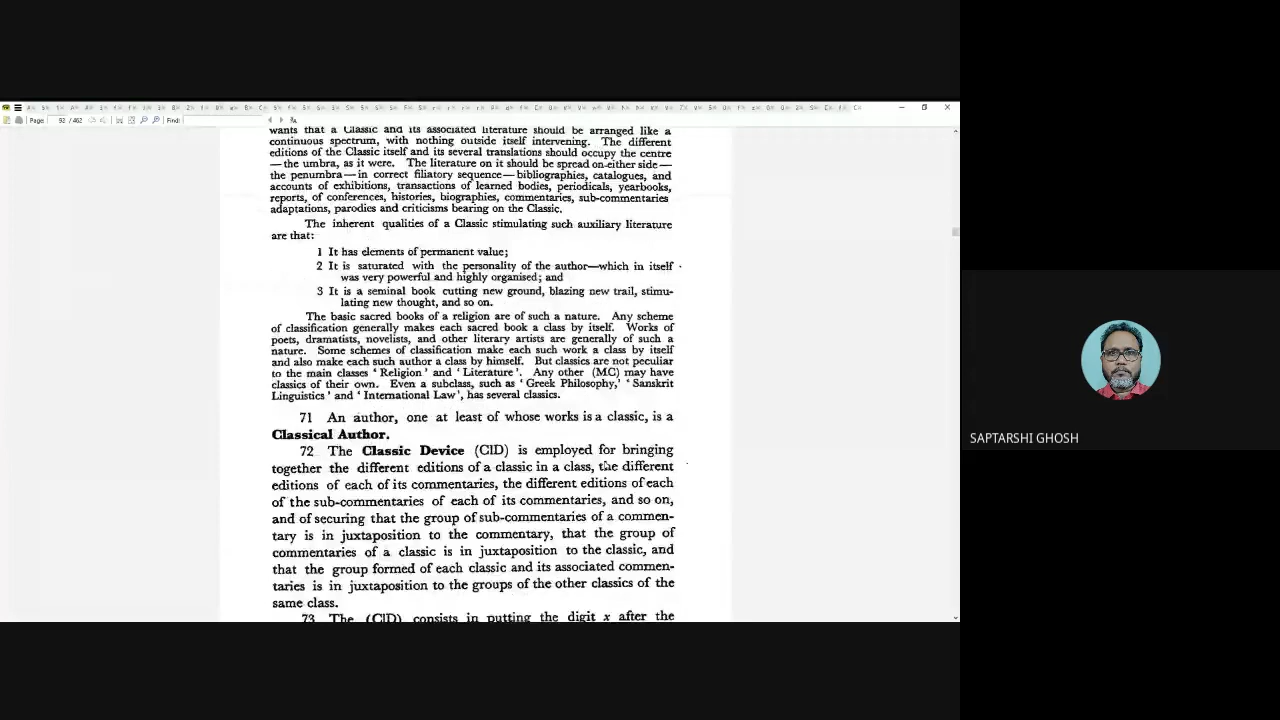 Page: 92 / 462 Find:
wants that a Classic and its associated literature should be arranged like a
continuous spectrum, with nothing outside itself intervening. The different
editions of the Classic itself and its several translations should occupy the centre
—the umbra, as it were. The literature on it should be spread on either side—
the penumbra—in correct filiatory sequence—bibliographies, catalogues, and
accounts of exhibitions, transactions of learned bodies, periodicals, yearbooks,
reports, of conferences, histories, biographies, commentaries, sub-commentaries
adaptations, parodies and criticisms bearing on the Classic.
The inherent qualities of a Classic stimulating such auxiliary literature
are that:
1 It has elements of permanent value;
2 It is saturated with the personality of the author—which in itself
was very powerful and highly organised; and
3 It is a seminal book cutting new ground, blazing new trail, stimu-
lating new thought, and so on.
The basic sacred books of a religion are of such a nature. Any scheme
of classification generally makes each sacred book a class by itself. Works of
poets, dramatists, novelists, and other literary artists are generally of such a
nature. Some schemes of classification make each such work a class by itself
and also make each such author a class by himself. But classics are not peculiar
to the main classes ‘ Religion ’ and ‘ Literature ’. Any other (MC) may have
classics of their own. Even a subclass, such as ‘ Greek Philosophy,’ ‘ Sanskrit
Linguistics ’ and ‘ International Law ’, has several classics.
71 An author, one at least of whose works is a classic, is a
Classical Author.
72 The Classic Device (ClD) is employed for bringing
together the different editions of a classic in a class, the different
editions of each of its commentaries, the different editions of each
of the sub-commentaries of each of its commentaries, and so on,
and of securing that the group of sub-commentaries of a commen-
tary is in juxtaposition to the commentary, that the group of
commentaries of a classic is in juxtaposition to the classic, and
that the group formed of each classic and its associated commen-
taries is in juxtaposition to the groups of the other classics of the
same class.
73 The (ClD) consists in putting the digit x after the
SAPTARSHI GHOSH